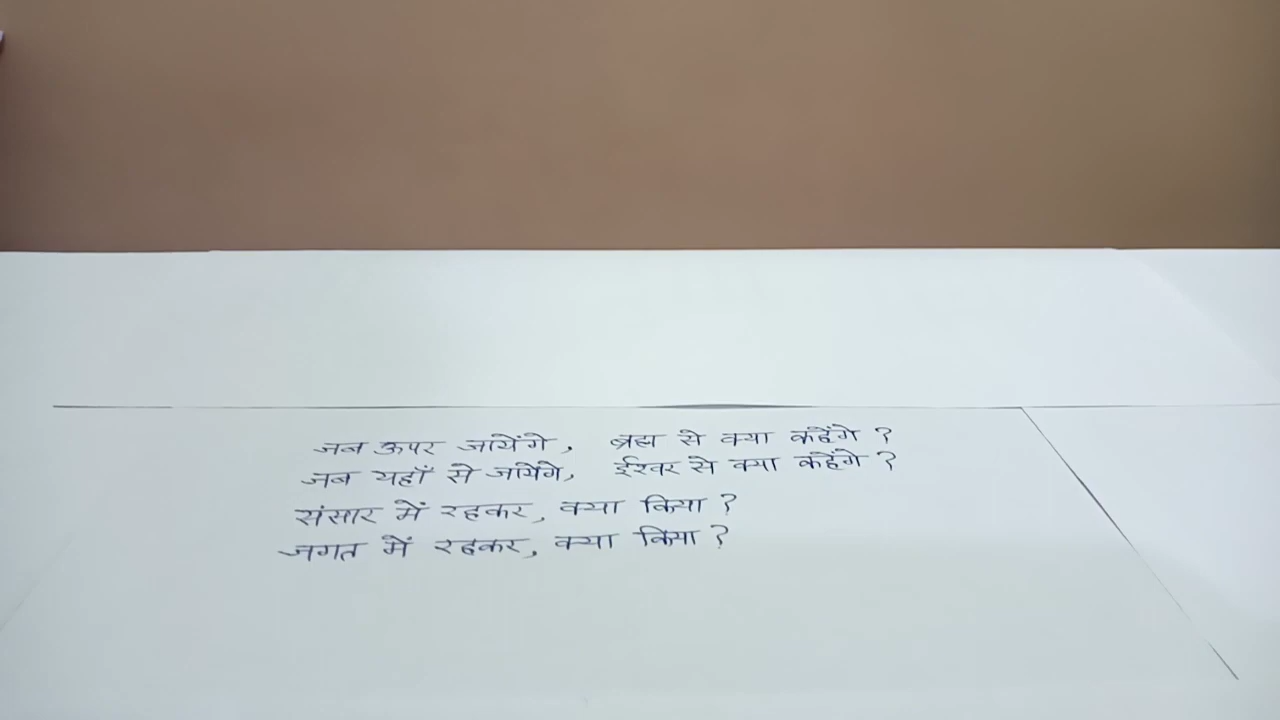 जब ऊपर जायेंगे, ब्रह्म से क्या कहेंगे ?
जब यहाँ से जायेंगे, ईश्वर से क्या कहेंगे ?
संसार में रहकर, क्या किया ?
जगत में रहकर, क्या किया ?